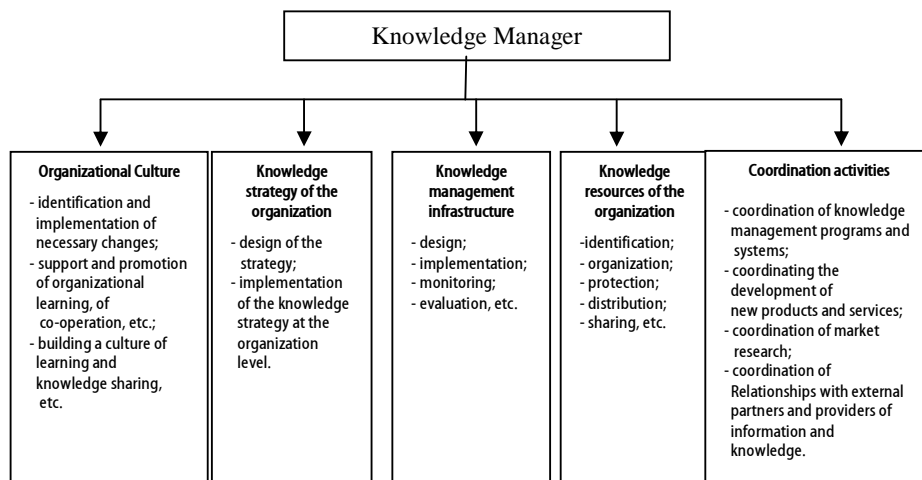 Knowledge Manager
Organizational Culture
- identification and
implementation of
necessary changes;
- support and promotion
of organizational
learning, of
co-operation, etc.;
- building a culture of
learning and
knowledge sharing,
etc.
Knowledge
strategy of the
organization
- design of the
strategy;
- implementation
of the knowledge
strategy at the
organization
level.
Knowledge
management
infrastructure
- design;
- implementation;
- monitoring;
- evaluation, etc.
Knowledge
resources of the
organization
-identification;
- organization;
- protection;
- distribution;
- sharing, etc.
Coordination activities
- coordination of knowledge
management programs and
systems;
- coordinating the
development of
new products and services;
- coordination of market
research;
- coordination of
Relationships with external
partners and providers of
information and
knowledge.